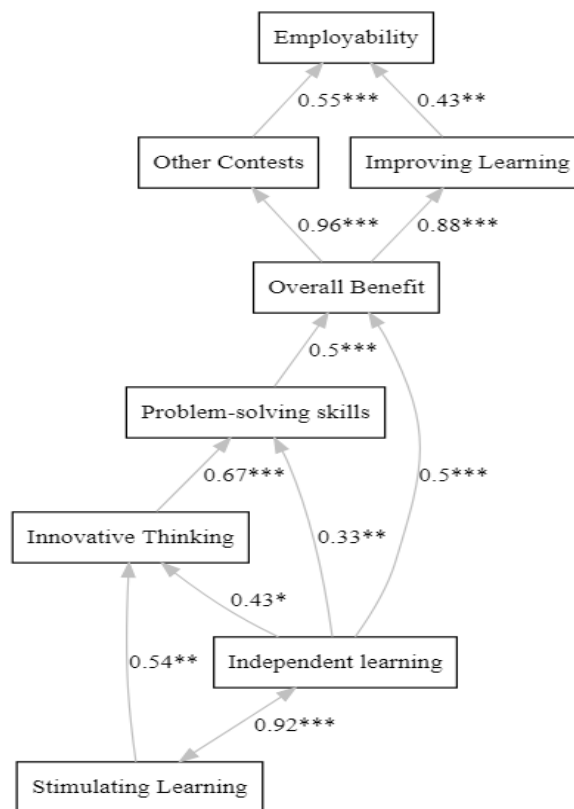 Employability
0.55***
0.43**
Other Contests
Improving Learning
0.96***
0.88***
Overall Benefit
0.5***
Problem-solving skills
0.67***
0.5***
Innovative Thinking
0.33**
0.43*
0.54**
Independent learning
0.92***
Stimulating Learning